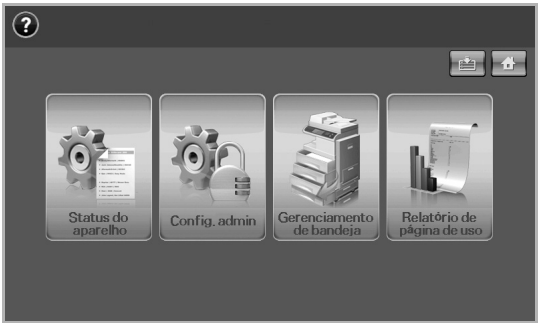 ?
Status do
aparelho
Config. admin
Gerenciamento
de bandeja
Relatório de
página de uso